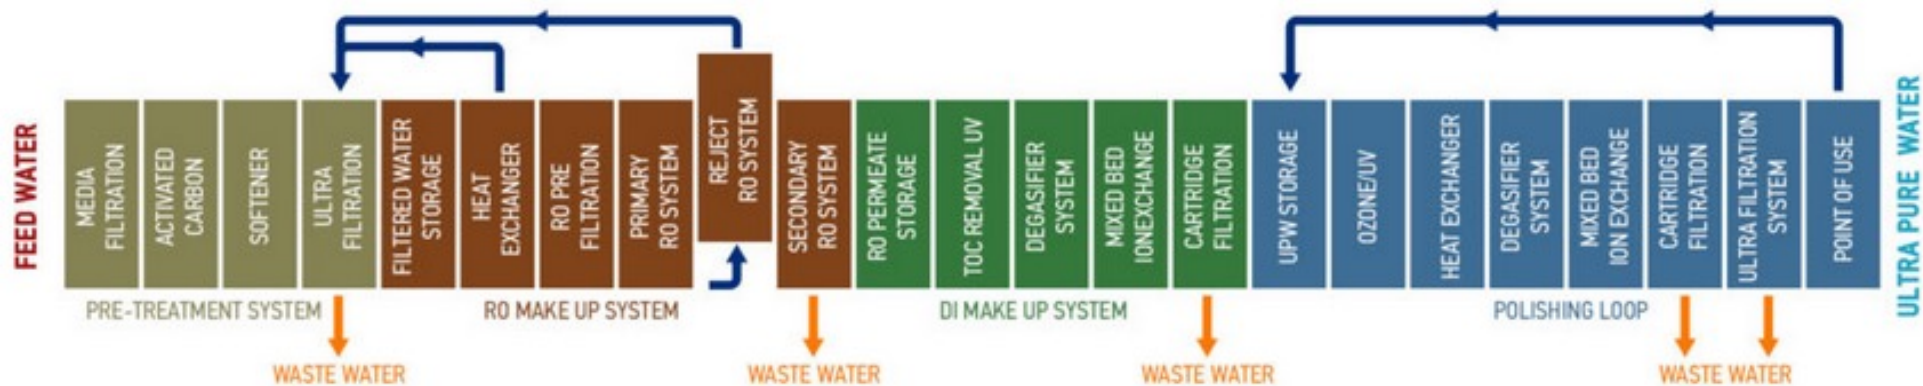 FEED WATER
MEDIA
FILTRATION
ACTIVATED
CARBON
SOFTENER
ULTRA
FILTRATION
FILTERED WATER
STORAGE
HEAT
EXCHANGER
RO PRE
FILTRATION
PRIMARY
RO SYSTEM
REJECT
RO SYSTEM
SECONDARY
RO SYSTEM
RO PERMEATE
STORAGE
TOC REMOVAL UV
DEGASIFIER
SYSTEM
MIXED BED
IONEXCHANGE
CARTRIDGE
FILTRATION
UPW STORAGE
OZONE/UV
HEAT EXCHANGER
DEGASIFIER
SYSTEM
MIXED BED
ION EXCHANGE
CARTRIDGE
FILTRATION
ULTRA FILTRATION
SYSTEM
POINT OF USE
ULTRA PURE WATER
PRE-TREATMENT SYSTEM
RO MAKE UP SYSTEM
DI MAKE UP SYSTEM
POLISHING LOOP
WASTE WATER
WASTE WATER
WASTE WATER
WASTE WATER